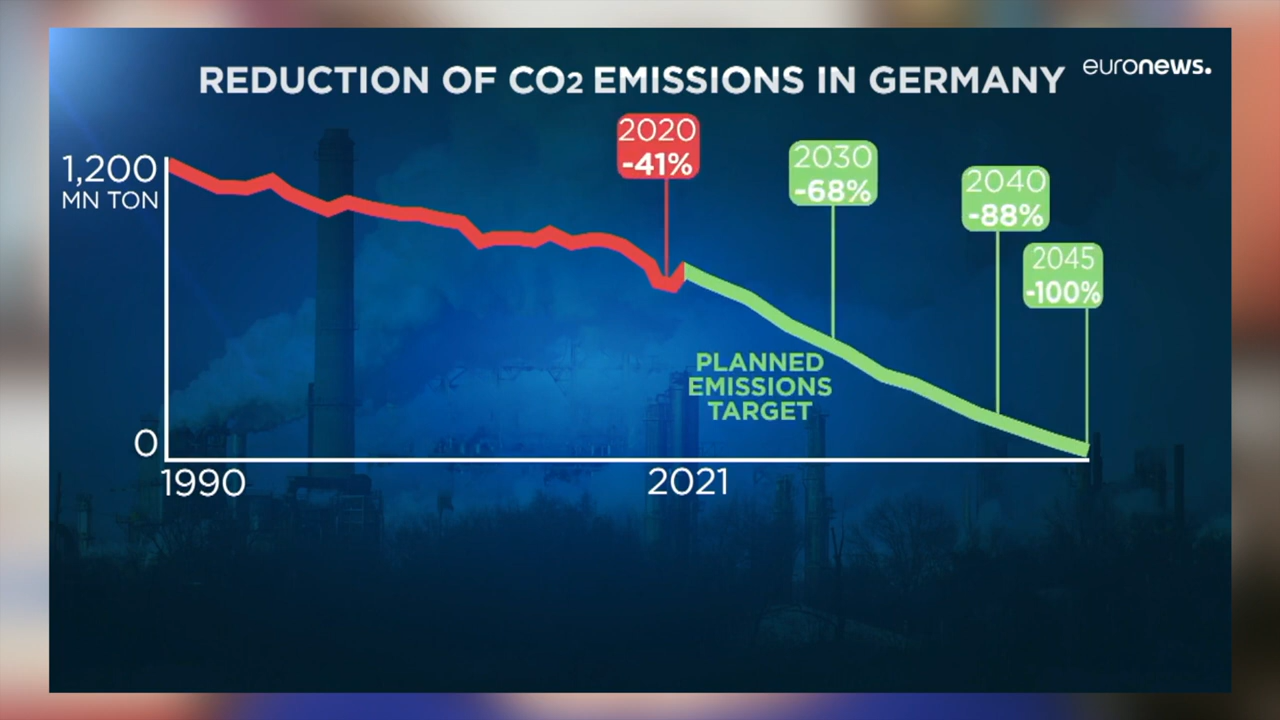 REDUCTION OF CO2 EMISSIONS IN GERMANY
euronews.
1,200
MN TON
2020
-41%
2030
-68%
2040
-88%
2045
-100%
PLANNED
EMISSIONS
TARGET
0
1990
2021